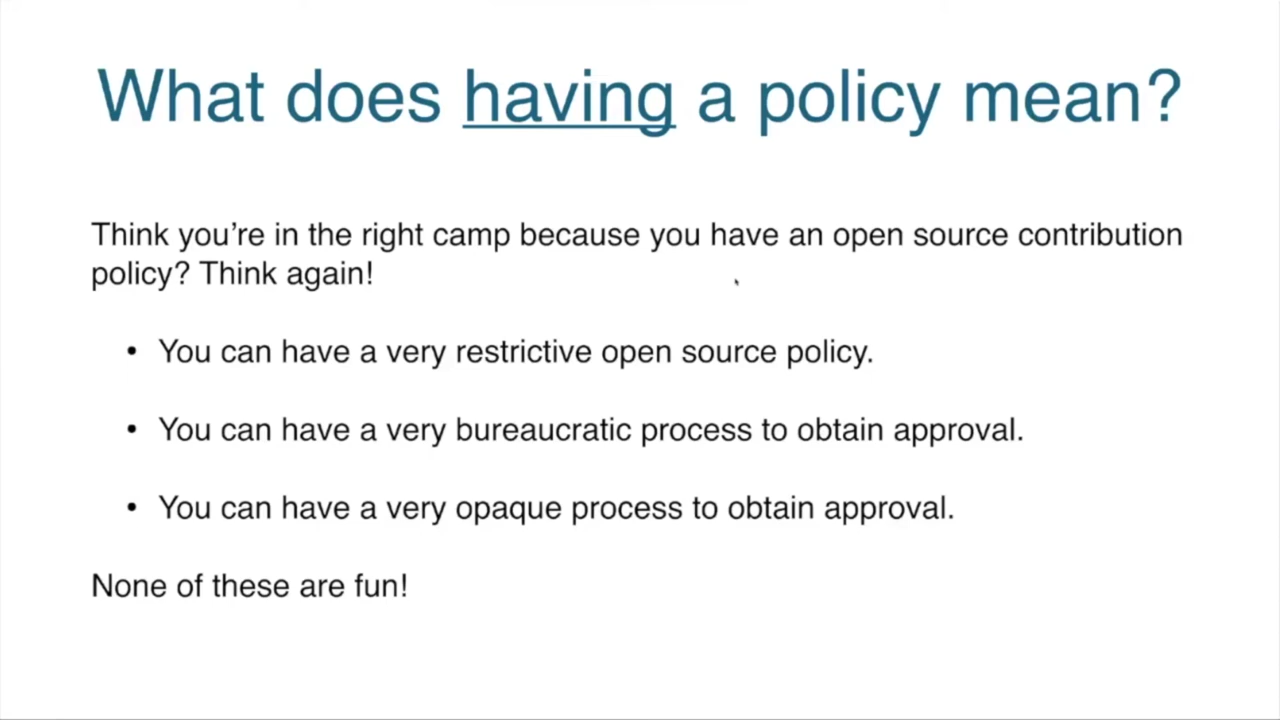 What does having a policy mean?
Think you're in the right camp because you have an open source contribution
policy? Think again!
• You can have a very restrictive open source policy.
• You can have a very bureaucratic process to obtain approval.
• You can have a very opaque process to obtain approval.
None of these are fun!